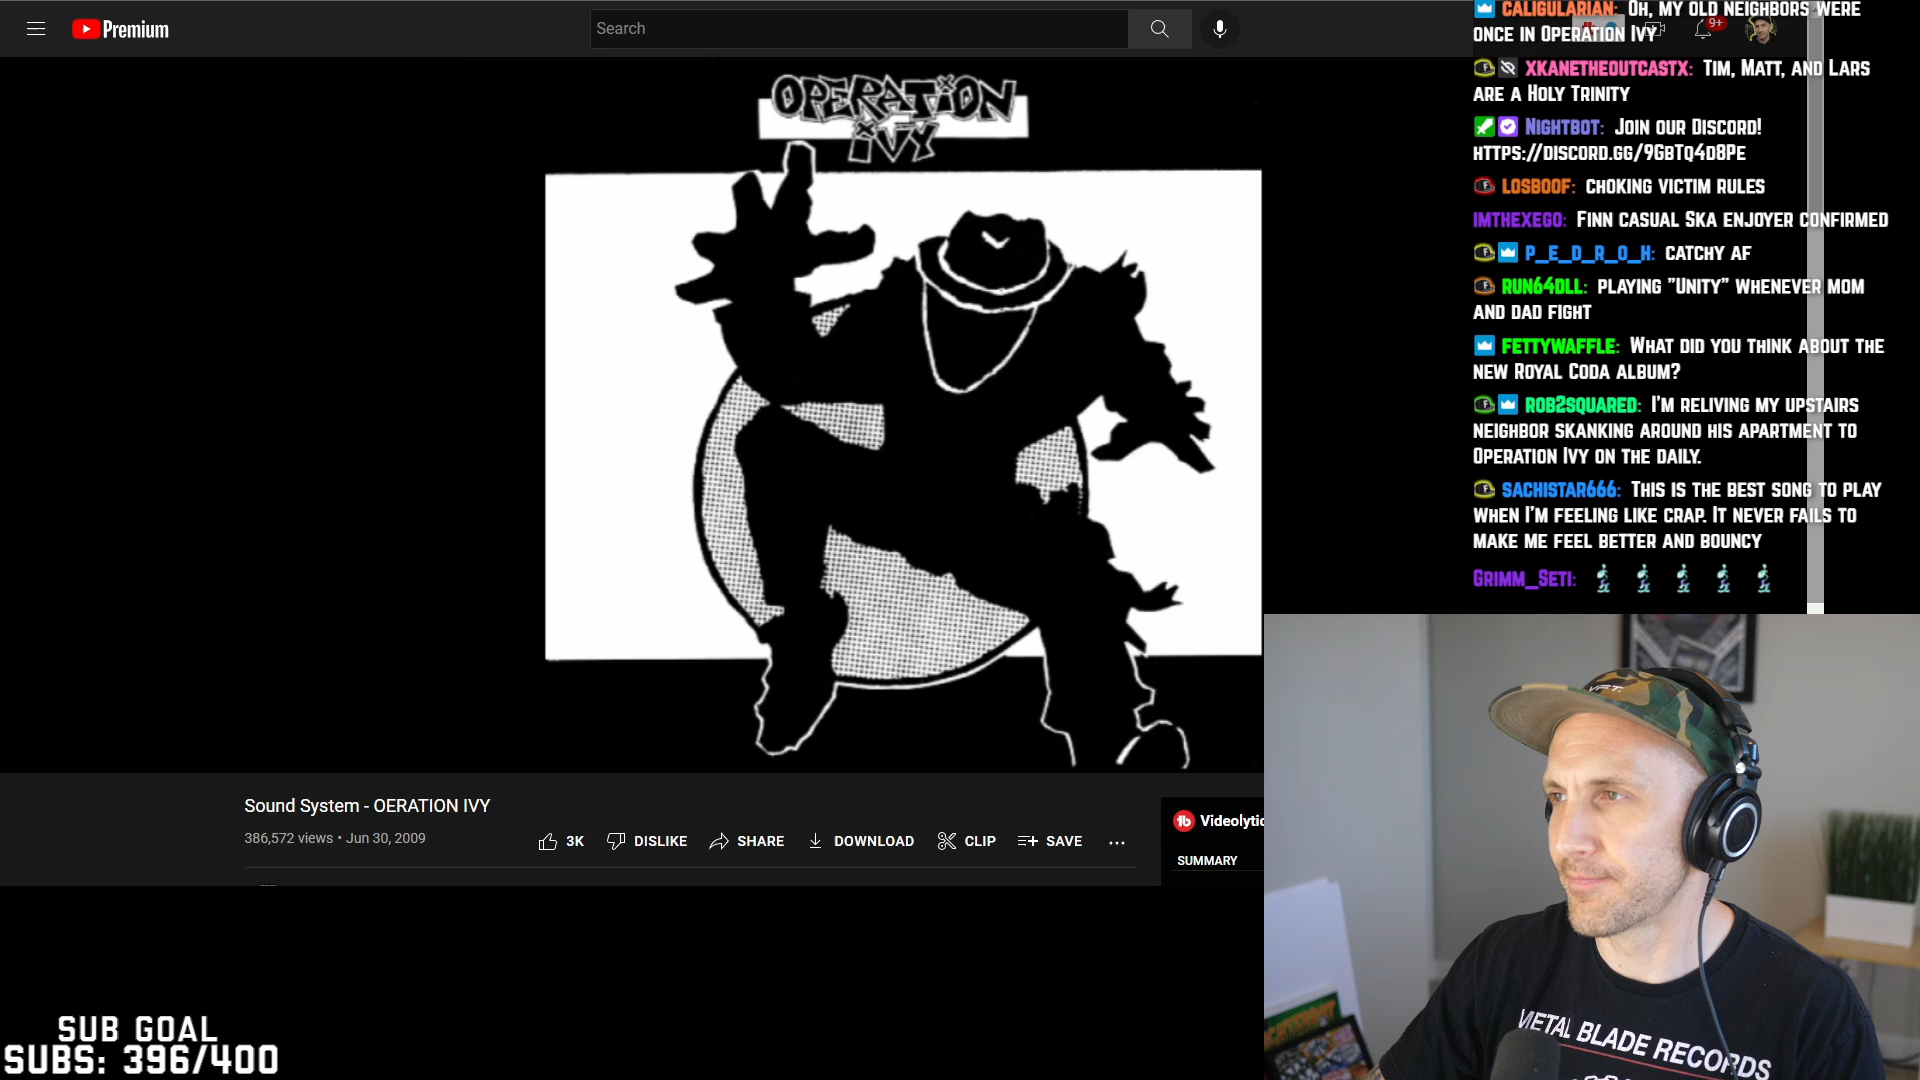 Premium
Search
9+
OPERATION
IVY
Sound System - OERATION IVY
386,572 views • Jun 30, 2009
3K
DISLIKE
SHARE
DOWNLOAD
CLIP
SAVE
Videolytic
SUMMARY
CALIGULARIAN: OH, MY OLD NEIGHBORS WERE
ONCE IN OPERATION IVY
XKANETHEOUTCASTX: TIM, MATT, AND LARS
ARE A HOLY TRINITY
NIGHTBOT: JOIN OUR DISCORD!
HTTPS://DISCORD.GG/9GBTQ4D8PE
LOSBOOF: CHOKING VICTIM RULES
IMTHEXEGO: FINN CASUAL SKA ENJOYER CONFIRMED
P_E_D_R_O_H: CATCHY AF
RUN64DLL: PLAYING "UNITY" WHENEVER MOM
AND DAD FIGHT
FETTYWAFFLE: WHAT DID YOU THINK ABOUT THE
NEW ROYAL CODA ALBUM?
ROB2SQUARED: I'M RELIVING MY UPSTAIRS
NEIGHBOR SKANKING AROUND HIS APARTMENT TO
OPERATION IVY ON THE DAILY.
SACHISTAR666: THIS IS THE BEST SONG TO PLAY
WHEN I'M FEELING LIKE CRAP. IT NEVER FAILS TO
MAKE ME FEEL BETTER AND BOUNCY
GRIMM_SETI:
METAL BLADE RECORDS
SUB GOAL
SUBS: 396/400